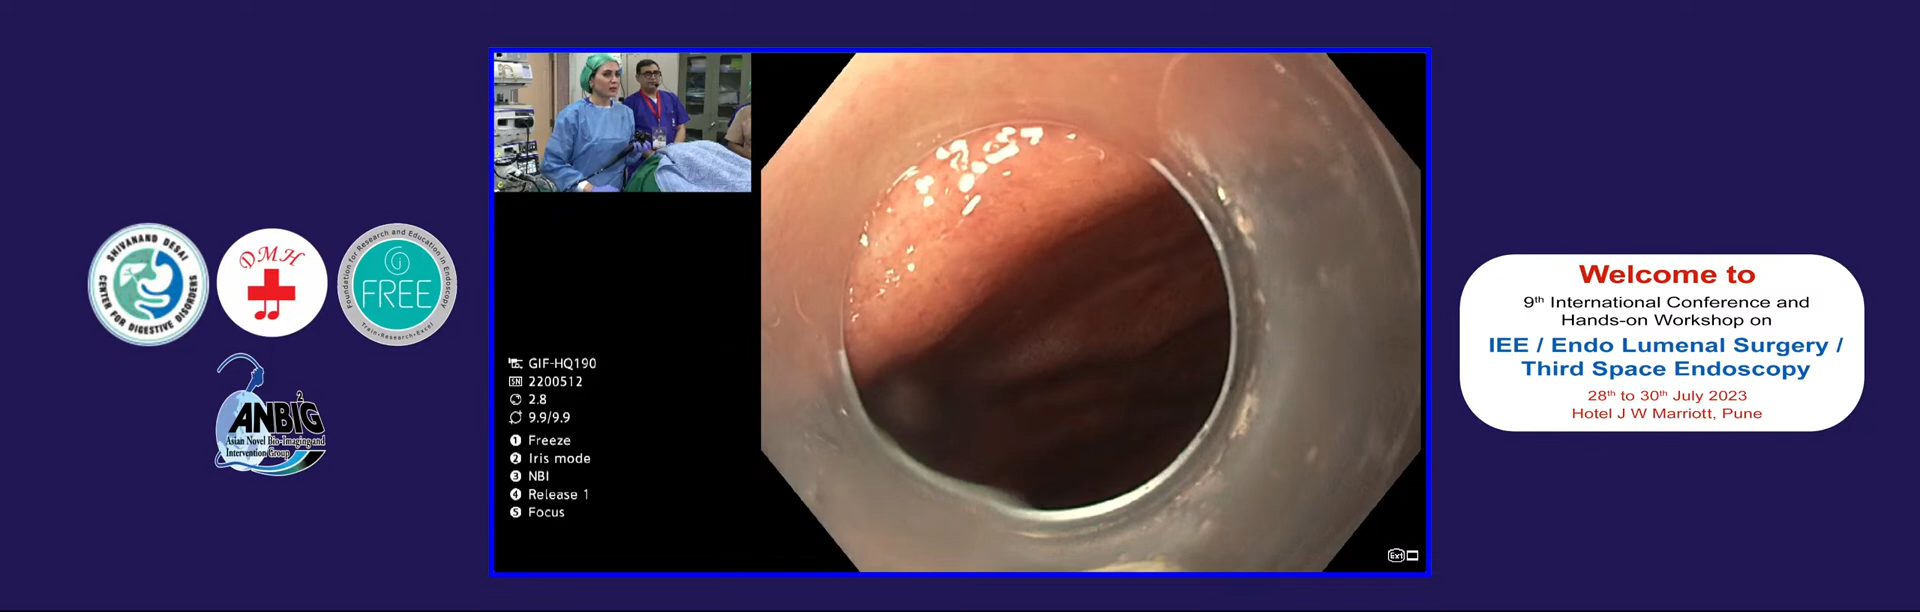 SHIVANAND DESAI
CENTER FOR DIGESTIVE DISORDERS
DMH
Foundation for Research and Education in Endoscopy
FREE
Train•Research•Excel
ANBI²G
Asian Novel Bio-Imaging and
Intervention Group
GIF-HQ190
SN 2200512
2.8
9.9/9.9
1 Freeze
2 Iris mode
3 NBI
4 Release 1
5 Focus
Ext
Welcome to
9th International Conference and
Hands-on Workshop on
IEE / Endo Lumenal Surgery /
Third Space Endoscopy
28th to 30th July 2023
Hotel J W Marriott, Pune